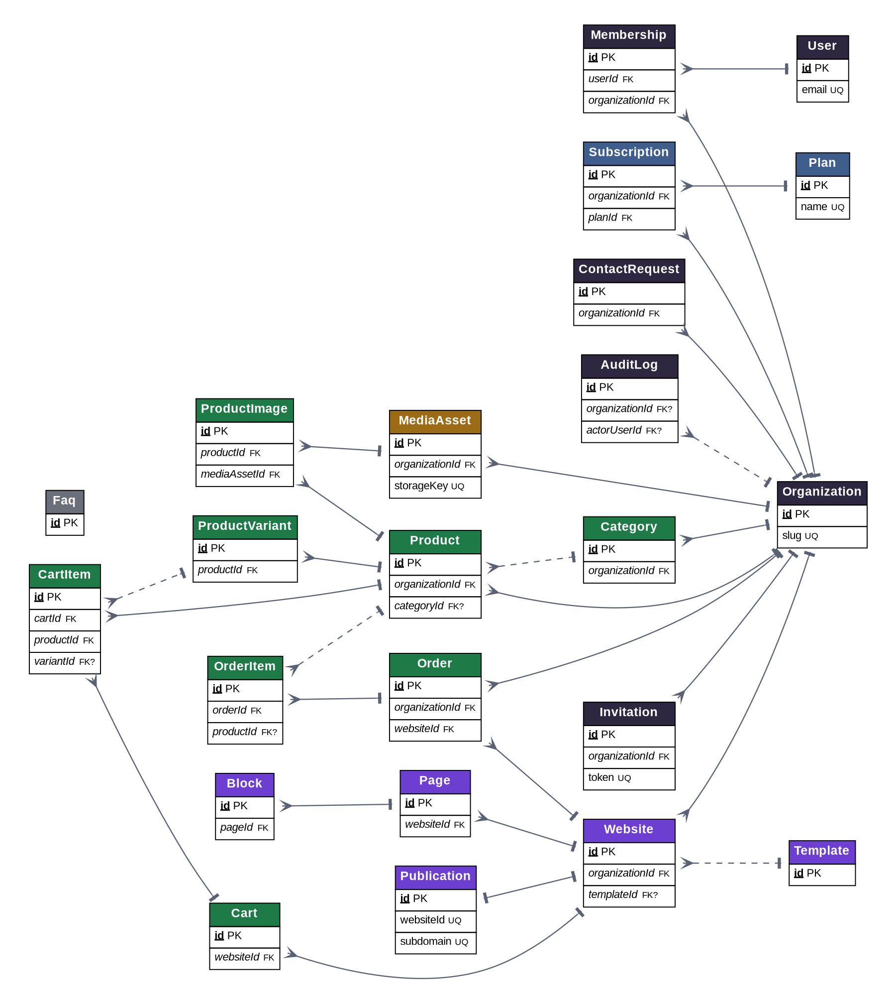 Membership
id PK
userId FK
organizationId FK
User
id PK
email UQ
Subscription
id PK
organizationId FK
planId FK
Plan
id PK
name UQ
ContactRequest
id PK
organizationId FK
AuditLog
id PK
organizationId FK?
actorUserId FK?
ProductImage
id PK
productId FK
mediaAssetId FK
MediaAsset
id PK
organizationId FK
storageKey UQ
Organization
id PK
slug UQ
Faq
id PK
ProductVariant
id PK
productId FK
Product
id PK
organizationId FK
categoryId FK?
Category
id PK
organizationId FK
CartItem
id PK
cartId FK
productId FK
variantId FK?
OrderItem
id PK
orderId FK
productId FK?
Order
id PK
organizationId FK
websiteId FK
Invitation
id PK
organizationId FK
token UQ
Block
id PK
pageId FK
Page
id PK
websiteId FK
Website
id PK
organizationId FK
templateId FK?
Template
id PK
Publication
id PK
websiteId UQ
subdomain UQ
Cart
id PK
websiteId FK